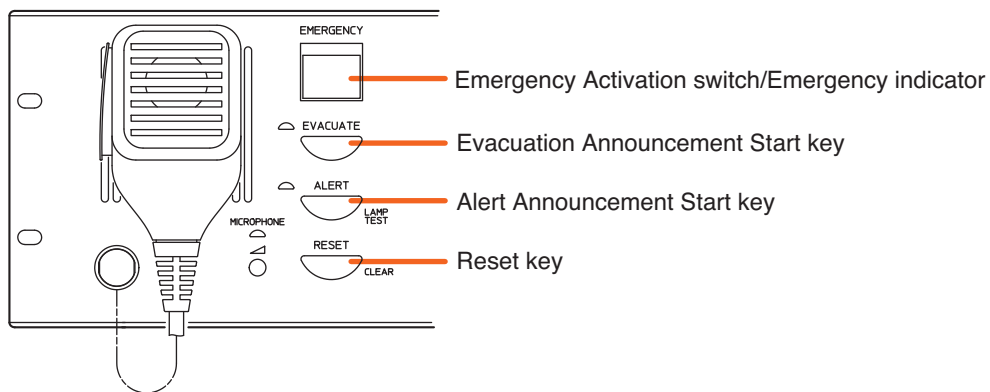 EMERGENCY
Emergency Activation switch/Emergency indicator
EVACUATE
Evacuation Announcement Start key
ALERT
Alert Announcement Start key
LAMP
TEST
MICROPHONE
RESET
Reset key
CLEAR